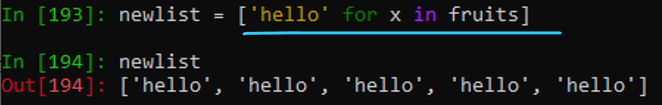 In [193]: newlist = ['hello' for x in fruits]
In [194]: newlist
Out[194]: ['hello', 'hello', 'hello', 'hello', 'hello']